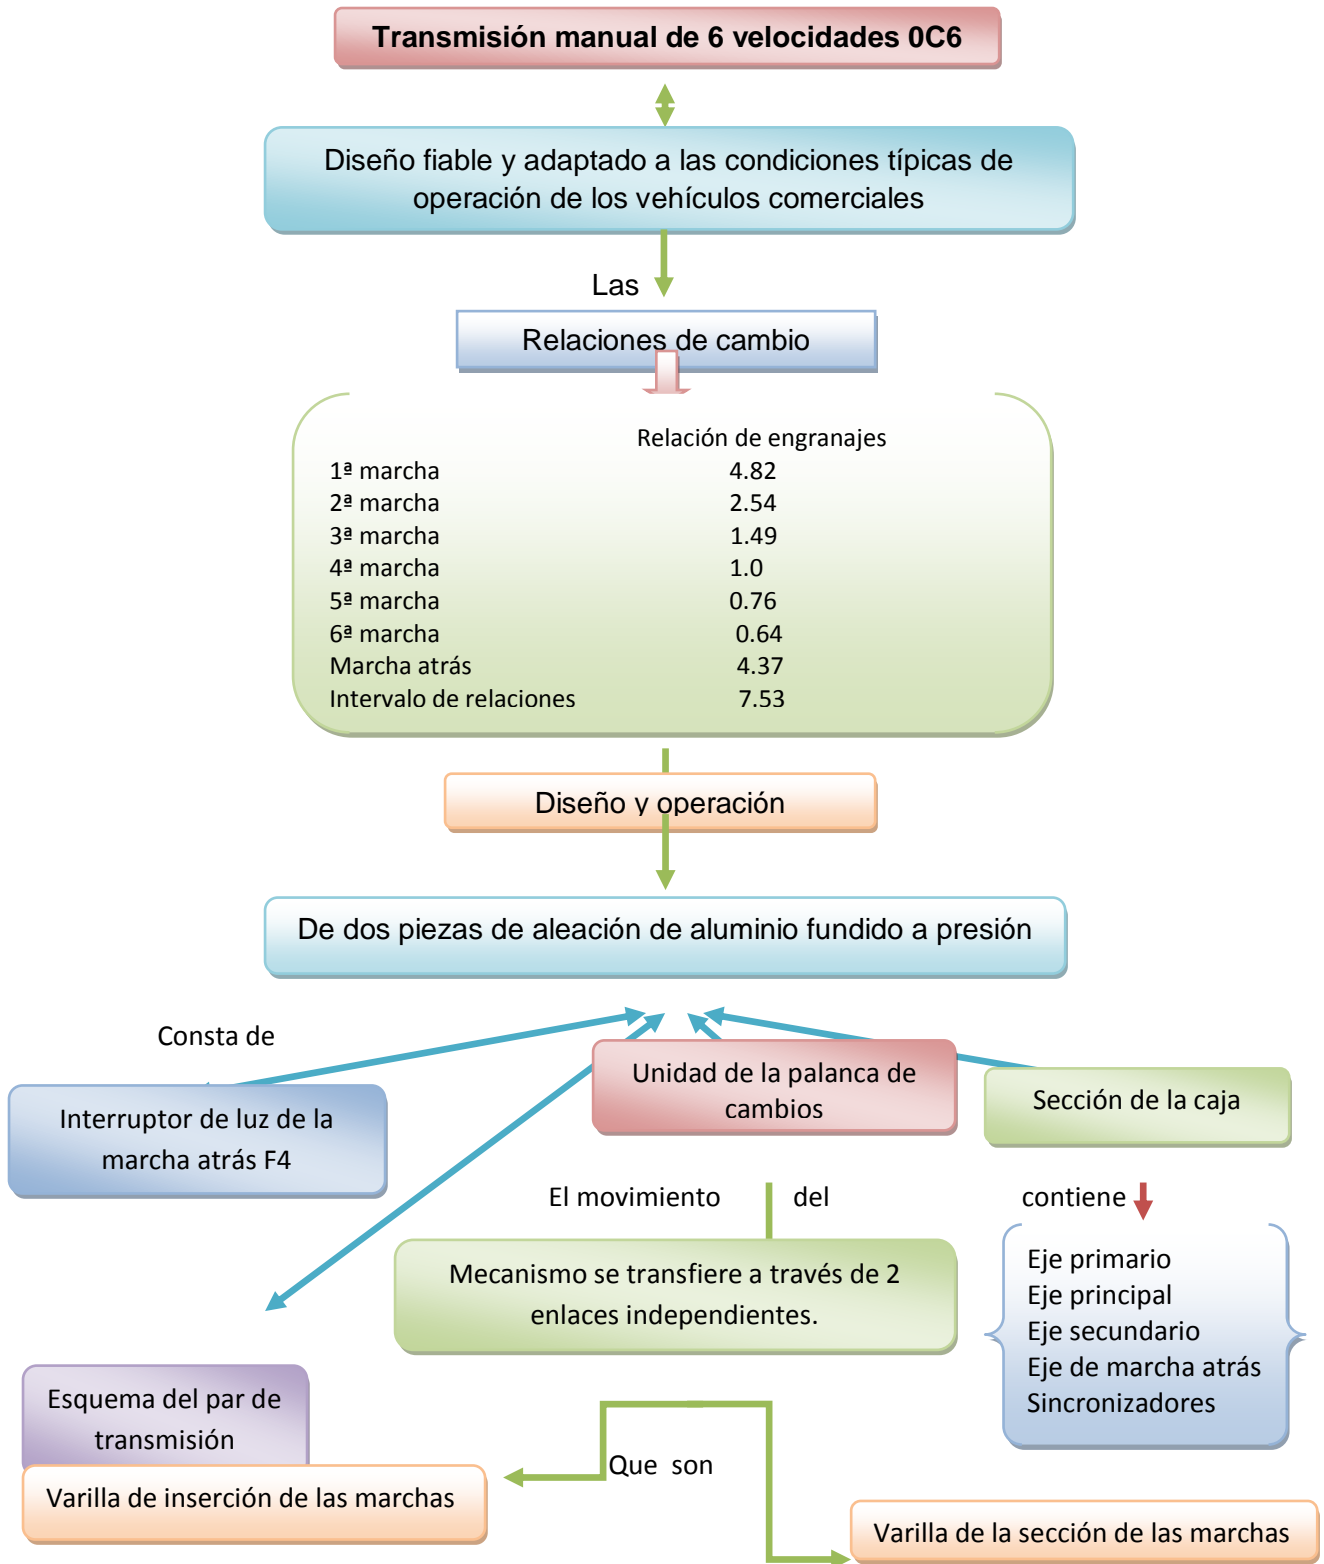 Transmisión manual de 6 velocidades 0C6
Diseño fiable y adaptado a las condiciones típicas de
operación de los vehículos comerciales
Las
Relaciones de cambio
Relación de engranajes
1ª marcha 4.82
2ª marcha 2.54
3ª marcha 1.49
4ª marcha 1.0
5ª marcha 0.76
6ª marcha 0.64
Marcha atrás 4.37
Intervalo de relaciones 7.53
Diseño y operación
De dos piezas de aleación de aluminio fundido a presión
Consta de
Interruptor de luz de la
marcha atrás F4
Unidad de la palanca de
cambios
Sección de la caja
El movimiento del
contiene
Mecanismo se transfiere a través de 2
enlaces independientes.
Eje primario
Eje principal
Eje secundario
Eje de marcha atrás
Sincronizadores
Esquema del par de
transmisión
Que son
Varilla de inserción de las marchas
Varilla de la sección de las marchas